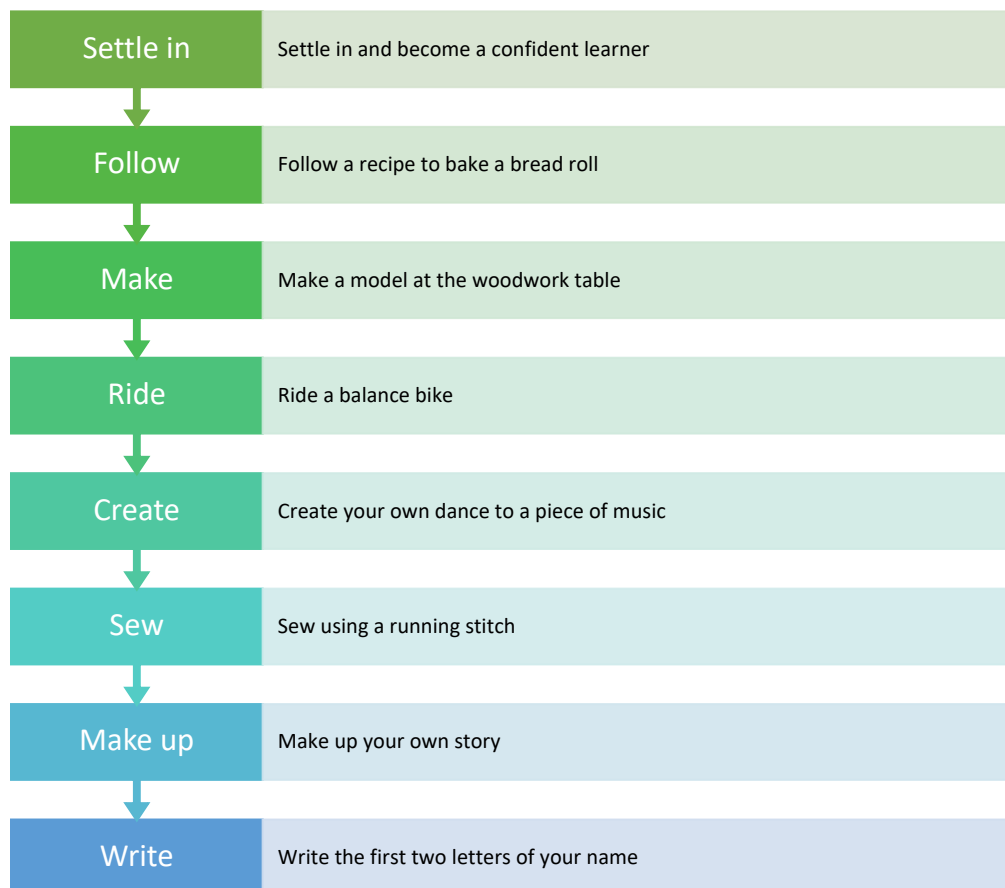 Settle in
Settle in and become a confident learner
Follow
Follow a recipe to bake a bread roll
Make
Make a model at the woodwork table
Ride
Ride a balance bike
Create
Create your own dance to a piece of music
Sew
Sew using a running stitch
Make up
Make up your own story
Write
Write the first two letters of your name